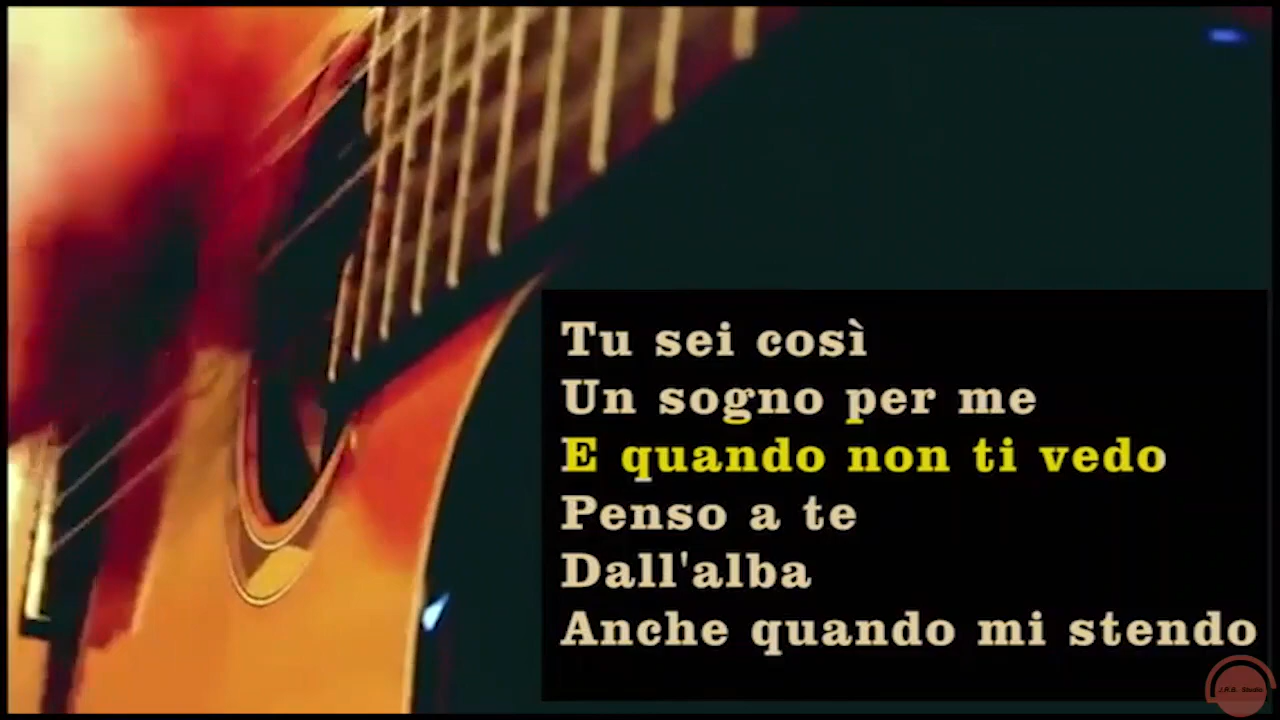 Tu sei così
Un sogno per me
E quando non ti vedo
Penso a te
Dall'alba
Anche quando mi stendo
J.R.B. Studio